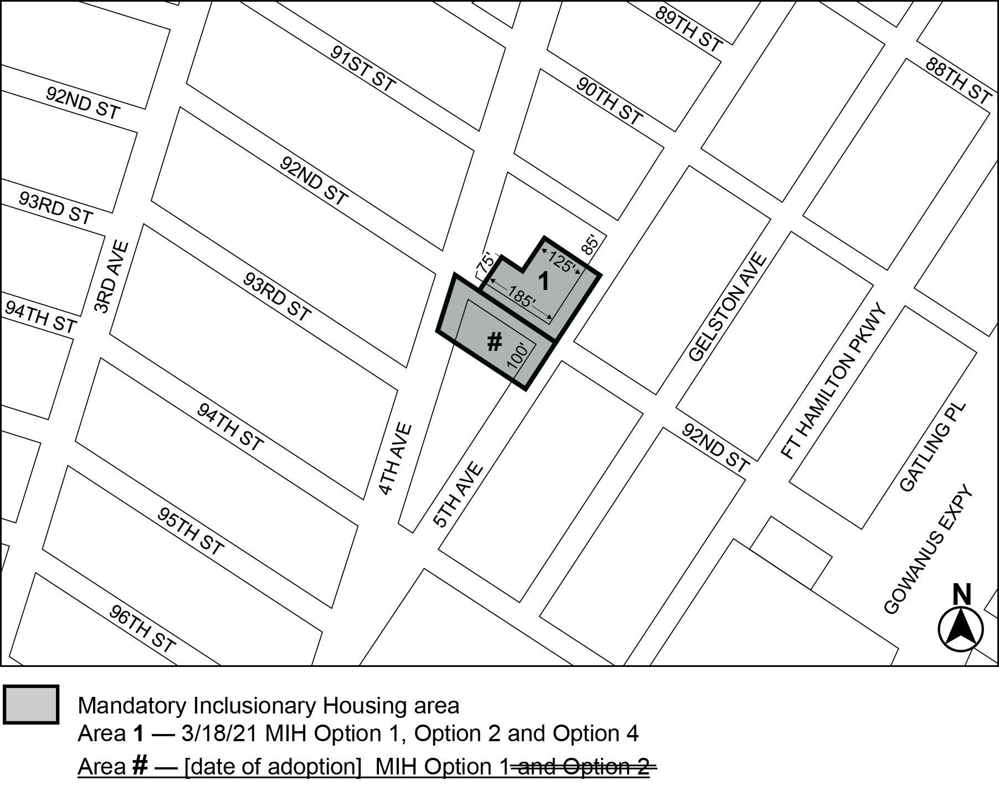 89TH ST
88TH ST
91ST ST
90TH ST
92ND ST
92ND ST
93RD ST
85'
75'
125'
1
185'
3RD AVE
93RD ST
GELSTON AVE
94TH ST
#
100'
FT HAMILTON PKWY
94TH ST
92ND ST
GATLING PL
4TH AVE
5TH AVE
95TH ST
GOWANUS EXPY
96TH ST
N
Mandatory Inclusionary Housing area
Area 1 — 3/18/21 MIH Option 1, Option 2 and Option 4
Area # — [date of adoption] MIH Option 1 and Option 2